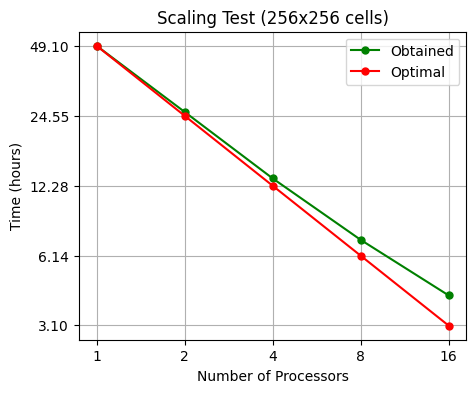 Scaling Test (256x256 cells)
49.10
24.55
12.28
6.14
3.10
Time (hours)
Obtained
Optimal
1 2 4 8 16
Number of Processors